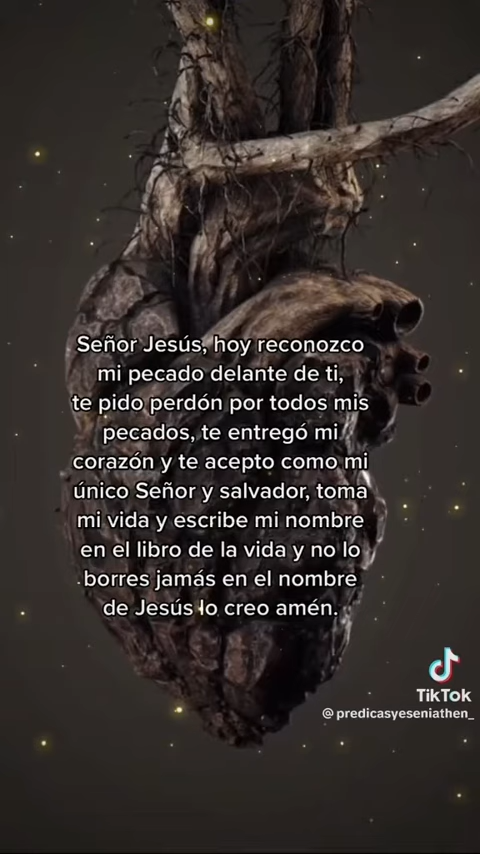 Señor Jesús, hoy reconozco
mi pecado delante de ti,
te pido perdón por todos mis
pecados, te entregó mi
corazón y te acepto como mi
único Señor y salvador, toma
mi vida y escribe mi nombre
en el libro de la vida y no lo
borres jamás en el nombre
de Jesús lo creo amén.
TikTok
@predicasyeseniathen_